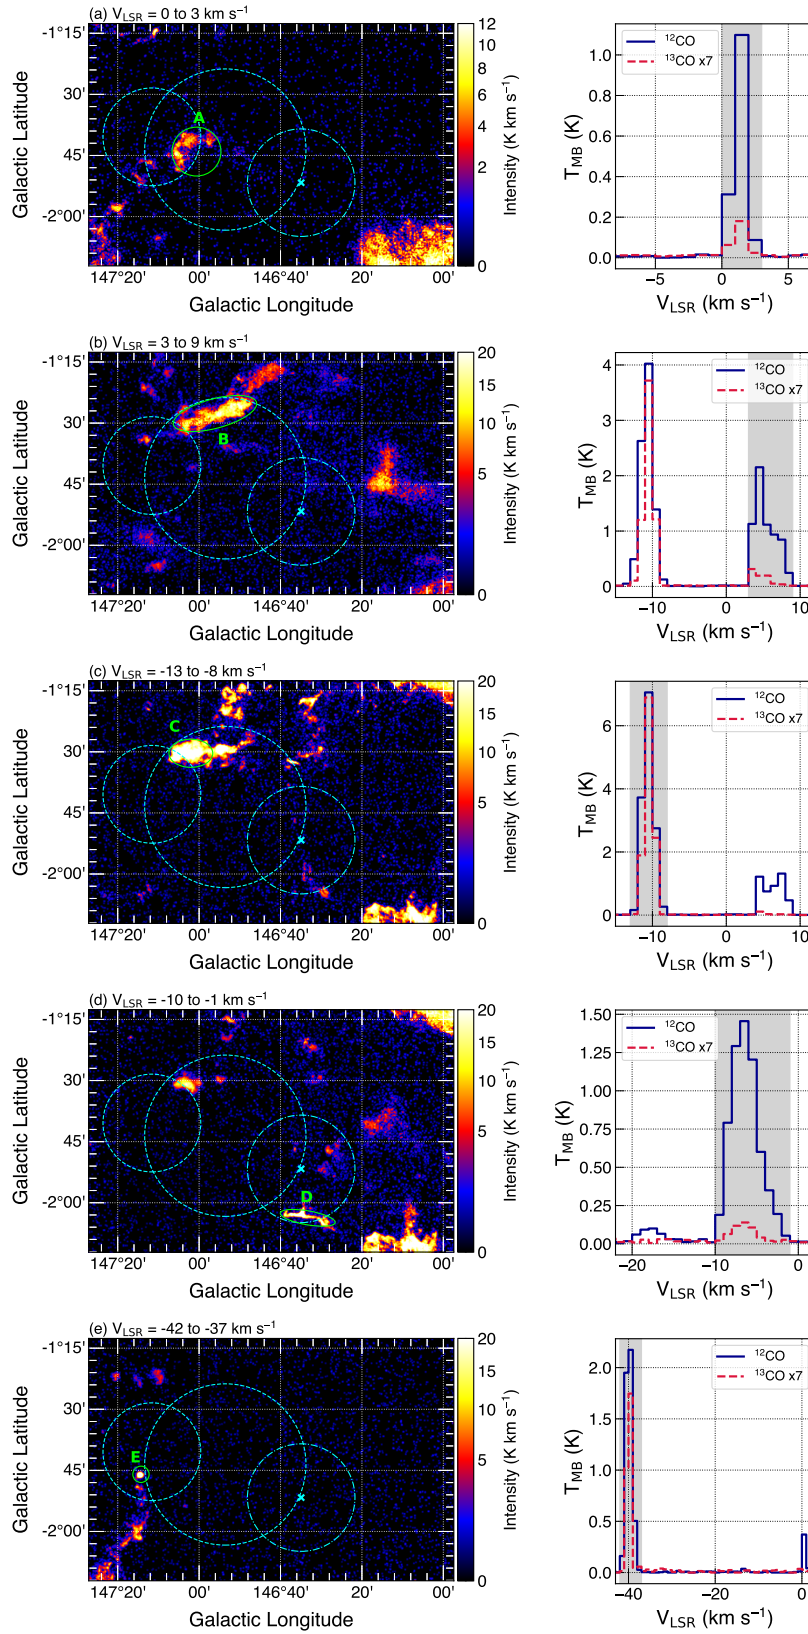 (a) V_LSR = 0 to 3 km s⁻¹
-1°15'
30'
45'
-2°00'
Galactic Latitude
A
147°20'
00'
146°40'
20'
00'
Galactic Longitude
12
10
8
6
4
2
0
Intensity (K km s⁻¹)
¹²CO
¹³CO x7
1.0
0.8
0.6
0.4
0.2
0.0
T_MB (K)
−5
0
5
V_LSR (km s⁻¹)
(b) V_LSR = 3 to 9 km s⁻¹
-1°15'
30'
45'
-2°00'
Galactic Latitude
B
147°20'
00'
146°40'
20'
00'
Galactic Longitude
20
15
10
5
0
Intensity (K km s⁻¹)
¹²CO
¹³CO x7
4
3
2
1
0
T_MB (K)
−10
0
10
V_LSR (km s⁻¹)
(c) V_LSR = -13 to -8 km s⁻¹
-1°15'
30'
45'
-2°00'
Galactic Latitude
C
147°20'
00'
146°40'
20'
00'
Galactic Longitude
20
15
10
5
0
Intensity (K km s⁻¹)
¹²CO
¹³CO x7
6
4
2
0
T_MB (K)
−10
0
10
V_LSR (km s⁻¹)
(d) V_LSR = -10 to -1 km s⁻¹
-1°15'
30'
45'
-2°00'
Galactic Latitude
D
147°20'
00'
146°40'
20'
00'
Galactic Longitude
20
15
10
5
0
Intensity (K km s⁻¹)
¹²CO
¹³CO x7
1.50
1.25
1.00
0.75
0.50
0.25
0.00
T_MB (K)
−20
−10
0
V_LSR (km s⁻¹)
(e) V_LSR = -42 to -37 km s⁻¹
-1°15'
30'
45'
-2°00'
Galactic Latitude
E
147°20'
00'
146°40'
20'
00'
Galactic Longitude
20
15
10
5
0
Intensity (K km s⁻¹)
¹²CO
¹³CO x7
2.0
1.5
1.0
0.5
0.0
T_MB (K)
−40
−20
0
V_LSR (km s⁻¹)